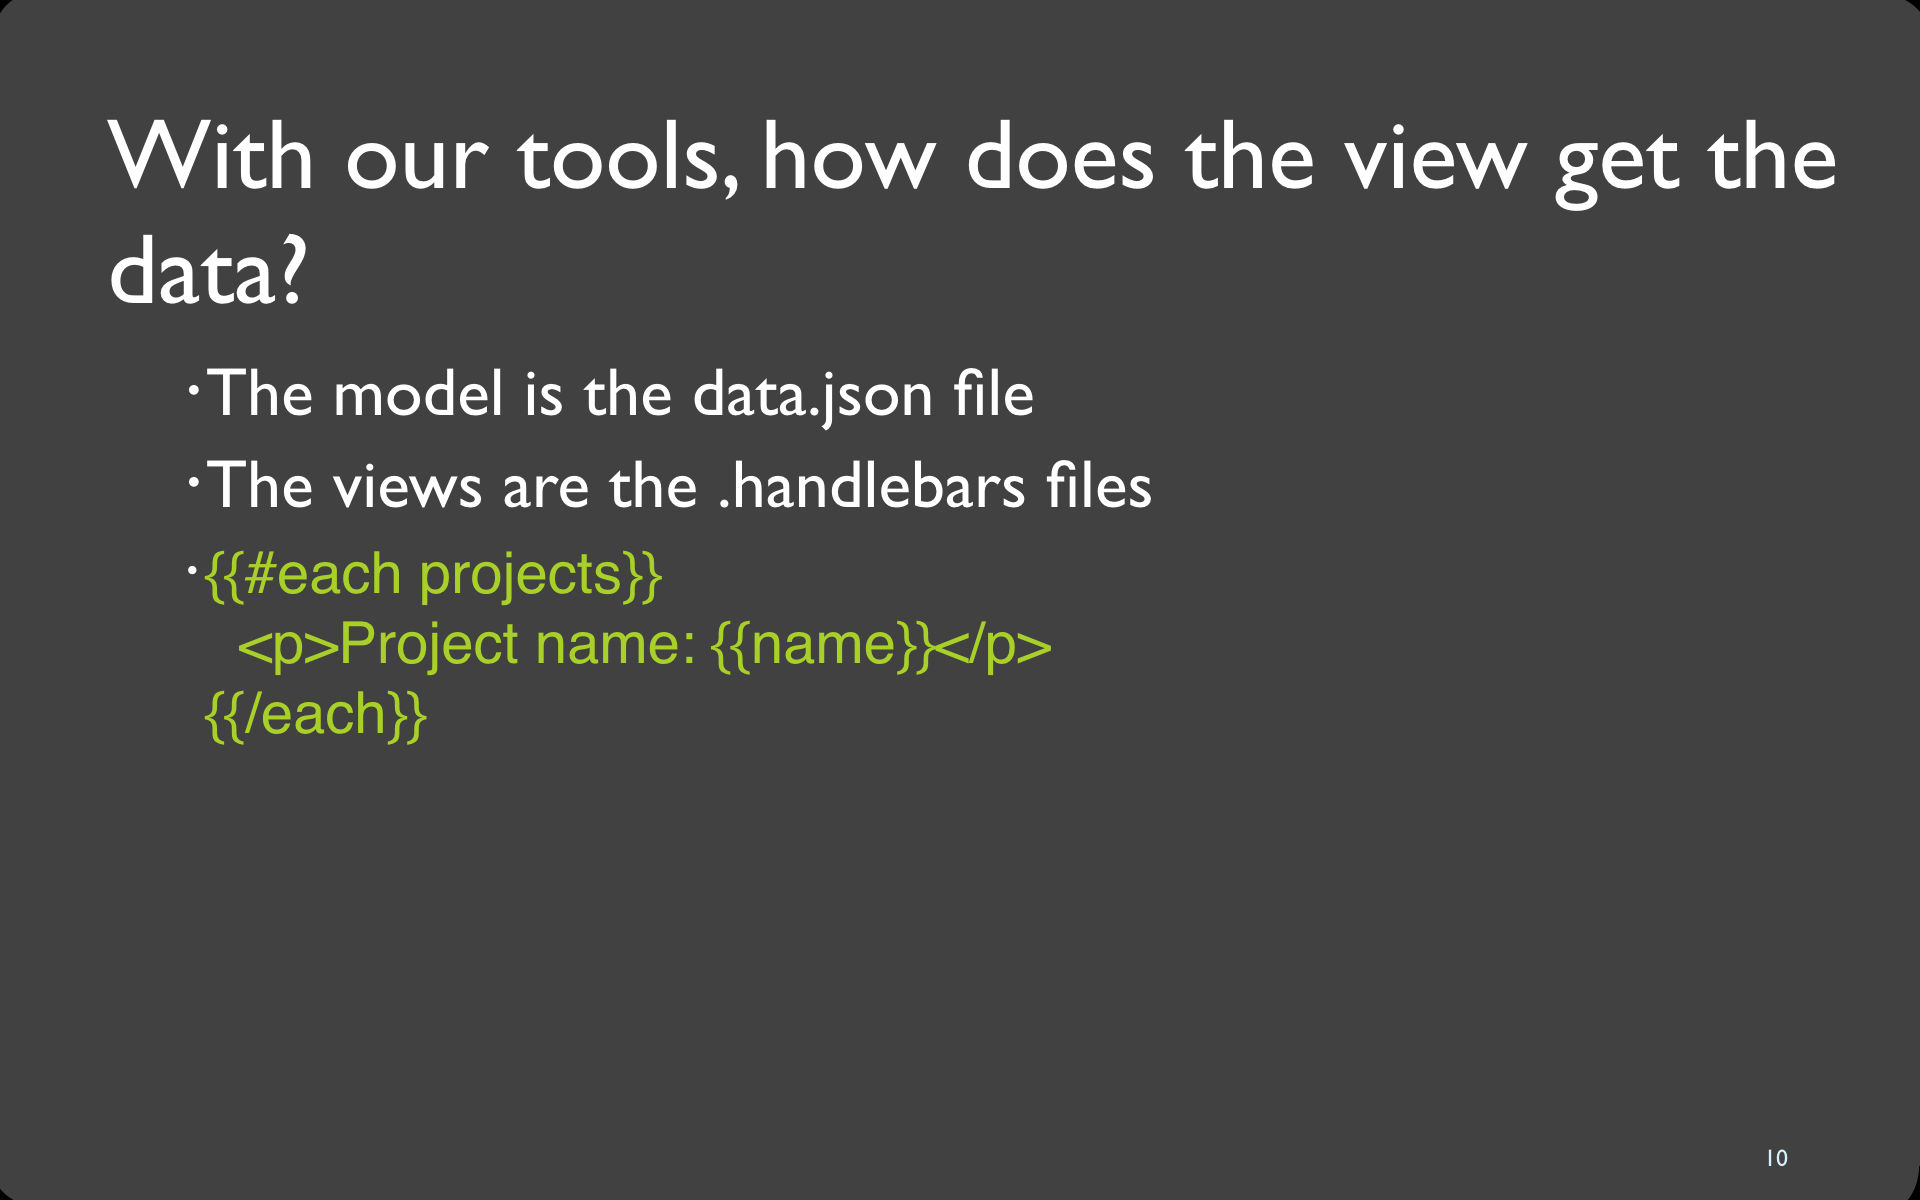 With our tools, how does the view get the
data?
• The model is the data.json file
• The views are the .handlebars files
• {{#each projects}}
<p>Project name: {{name}}</p>
{{/each}}
10